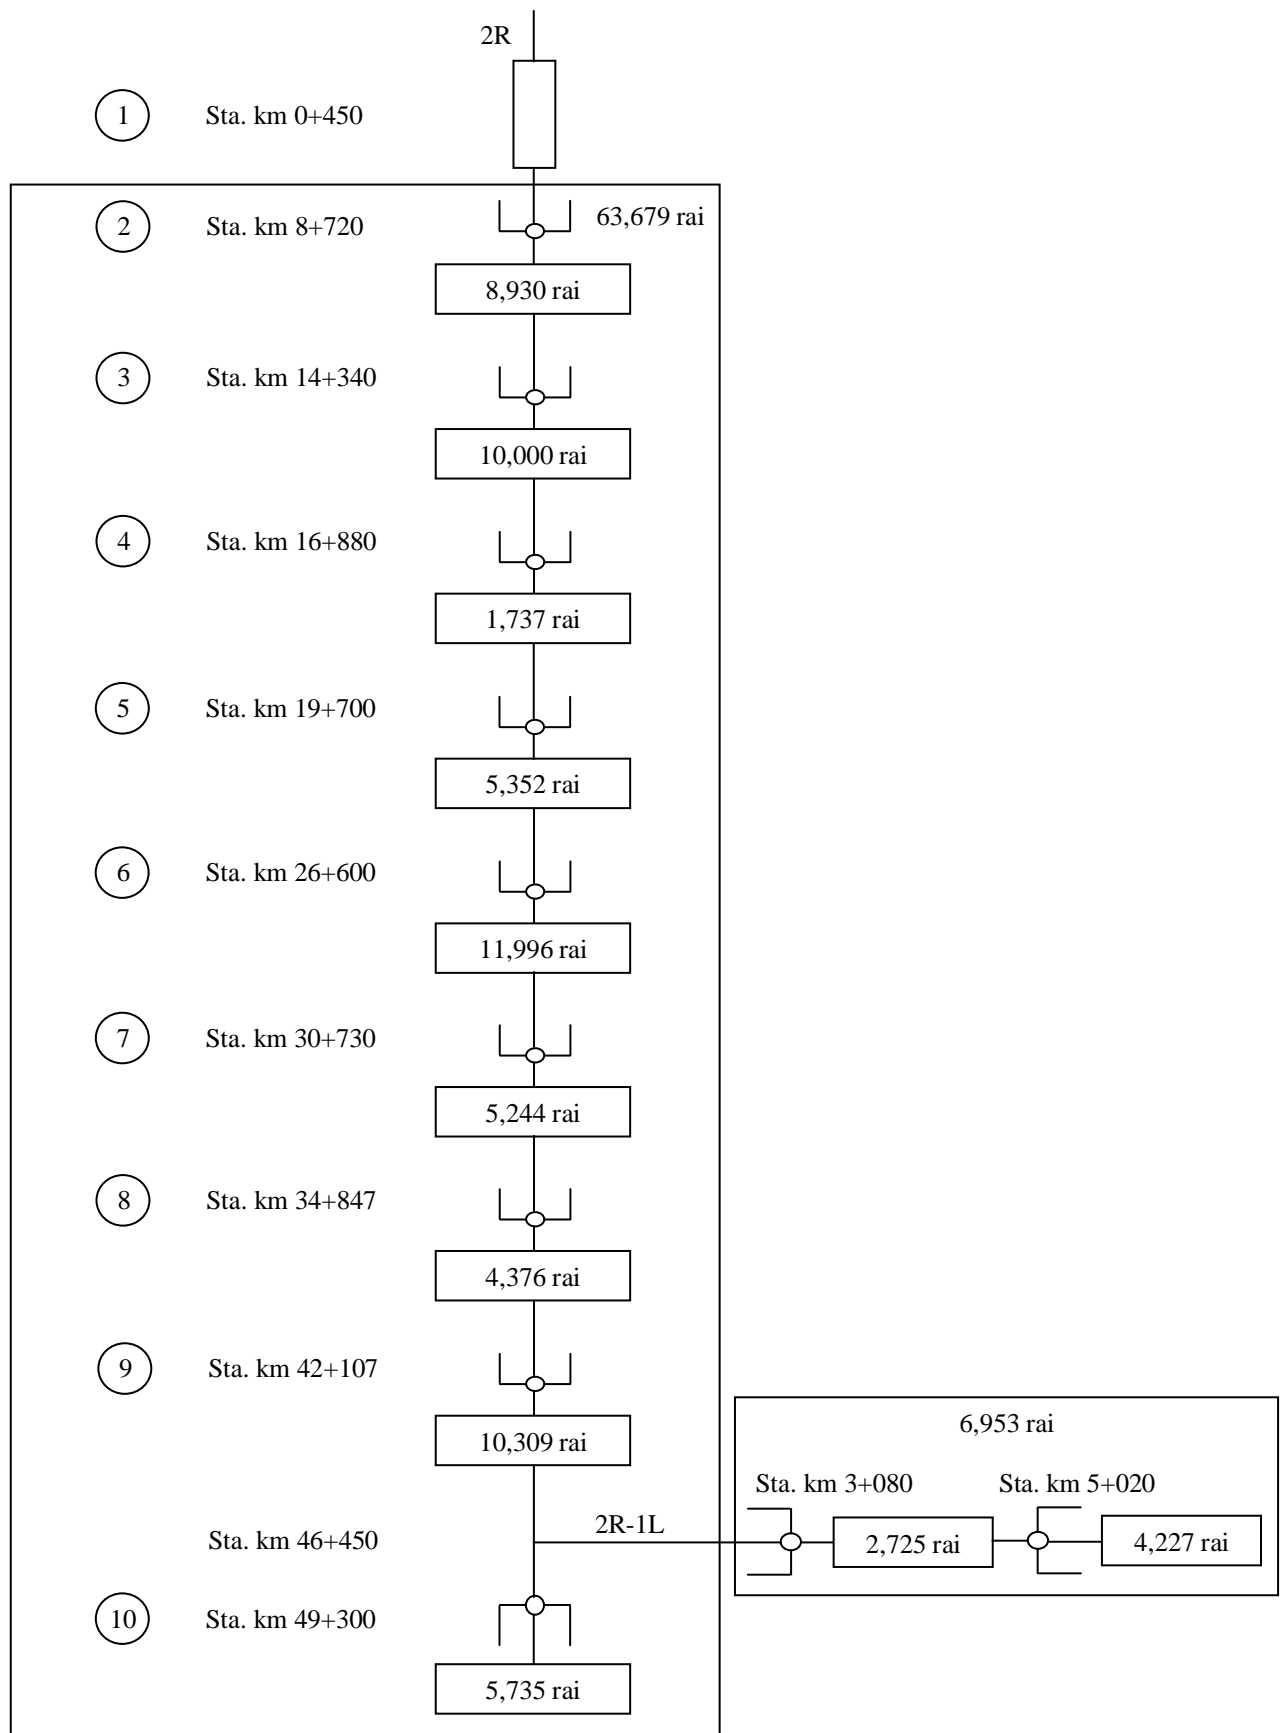 2R
1 Sta. km 0+450
2 Sta. km 8+720 63,679 rai
8,930 rai
3 Sta. km 14+340
10,000 rai
4 Sta. km 16+880
1,737 rai
5 Sta. km 19+700
5,352 rai
6 Sta. km 26+600
11,996 rai
7 Sta. km 30+730
5,244 rai
8 Sta. km 34+847
4,376 rai
9 Sta. km 42+107
10,309 rai
6,953 rai
Sta. km 3+080 Sta. km 5+020
Sta. km 46+450 2R-1L 2,725 rai 4,227 rai
10 Sta. km 49+300
5,735 rai